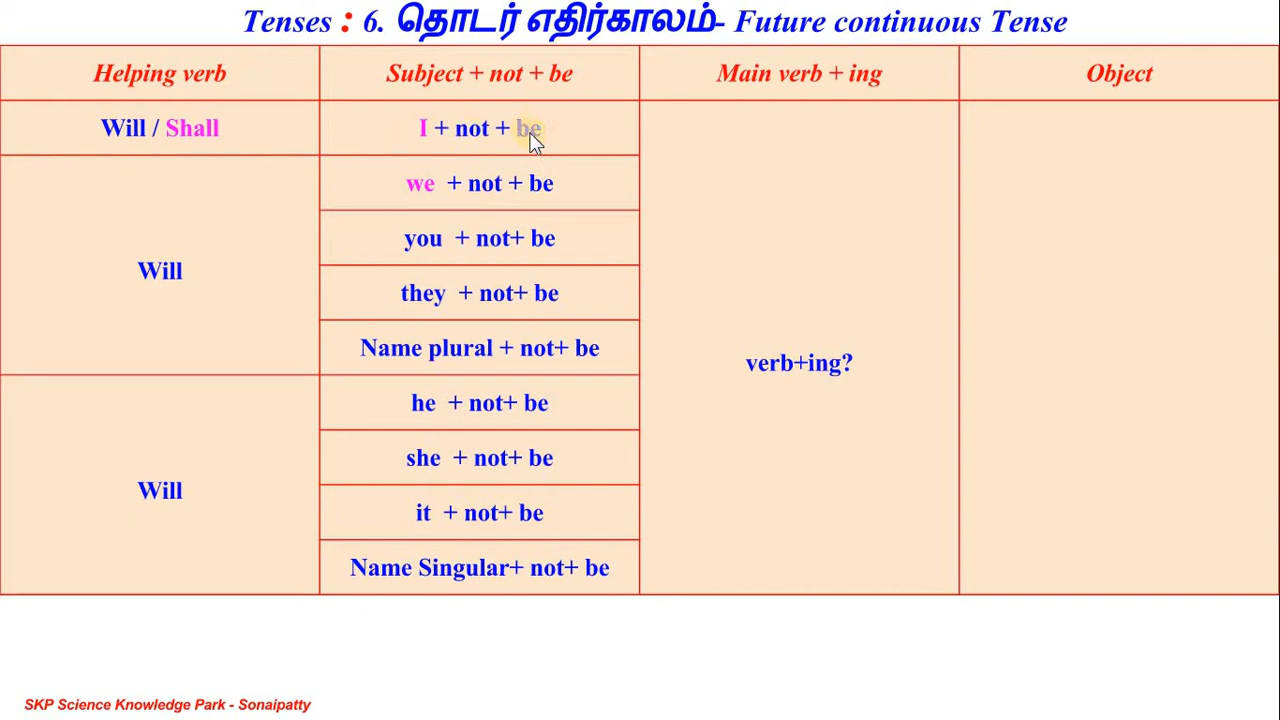 Tenses : 6. தொடர் எதிர்காலம்- Future continuous Tense
Helping verb Subject + not + be Main verb + ing Object
Will / Shall I + not + be
we + not + be
you + not+ be
Will
they + not+ be
Name plural + not+ be
verb+ing?
he + not+ be
she + not+ be
Will
it + not+ be
Name Singular+ not+ be
SKP Science Knowledge Park - Sonaipatty